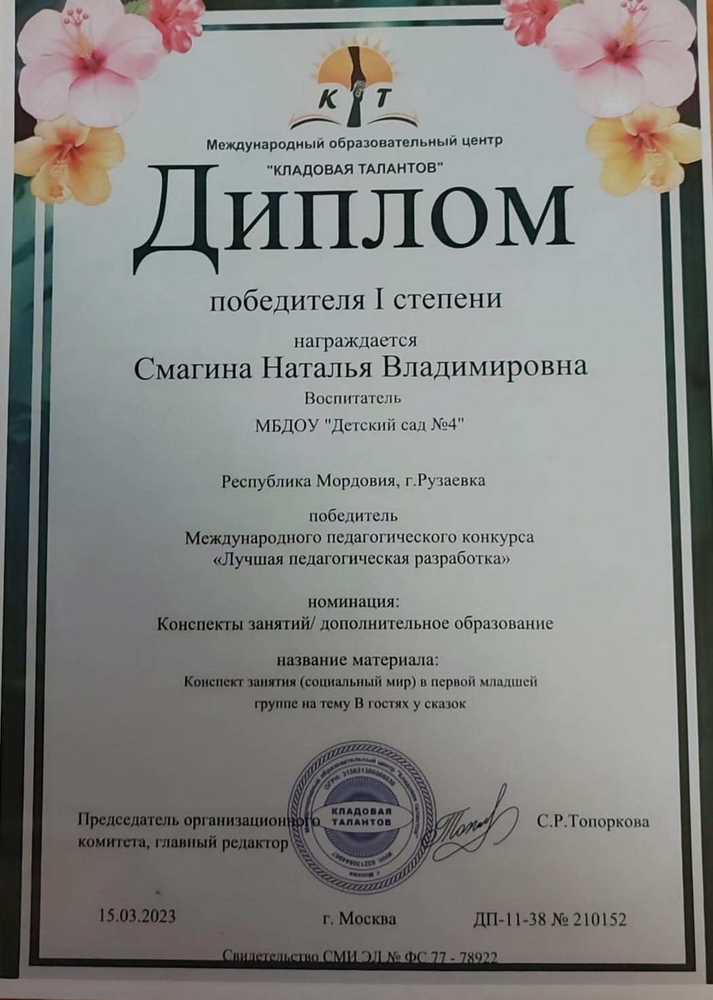 К Т
Международный образовательный центр
"КЛАДОВАЯ ТАЛАНТОВ"
Диплом
победителя I степени
награждается
Смагина Наталья Владимировна
Воспитатель
МБДОУ "Детский сад №4"
Республика Мордовия, г.Рузаевка
победитель
Международного педагогического конкурса
«Лучшая педагогическая разработка»
номинация:
Конспекты занятий/ дополнительное образование
название материала:
Конспект занятия (социальный мир) в первой младшей
группе на тему В гостях у сказок
Председатель организационного
комитета, главный редактор
КЛАДОВАЯ
ТАЛАНТОВ
г. Москва
С.Р.Топоркова
15.03.2023
г. Москва
ДП-11-38 № 210152
Свидетельство СМИ ЭЛ № ФС 77 - 78922